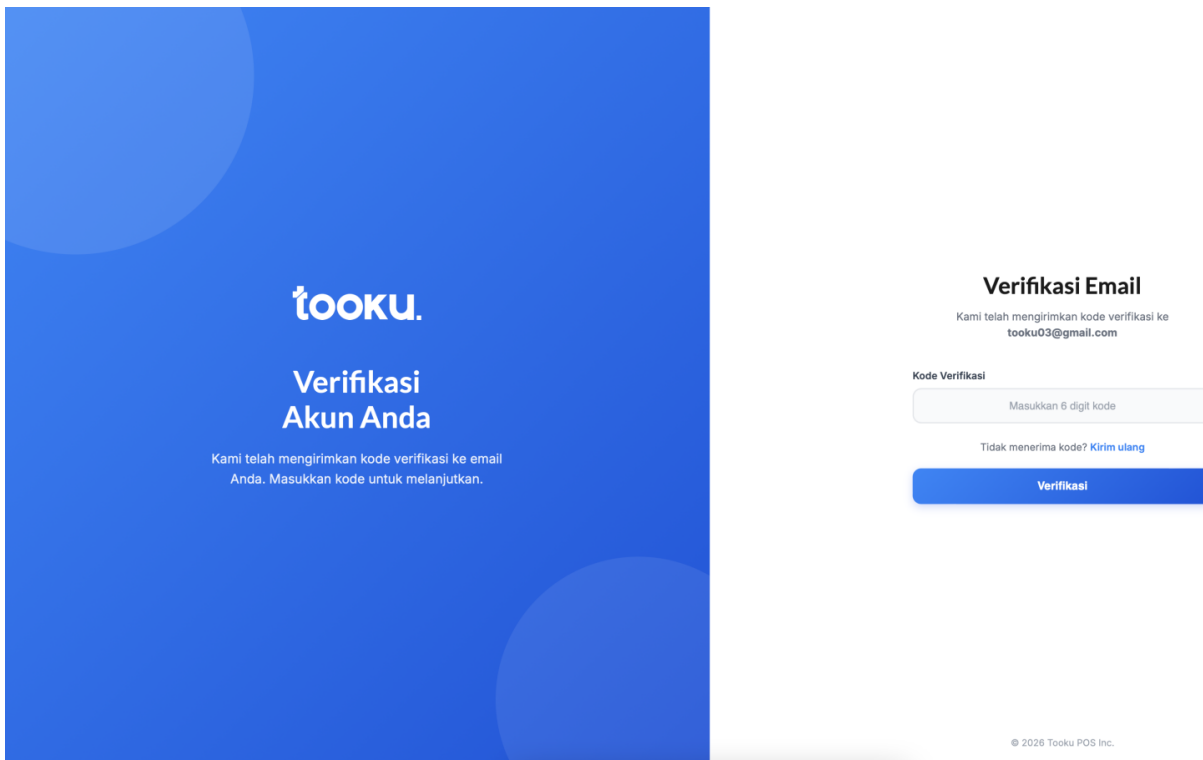 tooku.
Verifikasi
Akun Anda
Kami telah mengirimkan kode verifikasi ke email
Anda. Masukkan kode untuk melanjutkan.
Verifikasi Email
Kami telah mengirimkan kode verifikasi ke
tooku03@gmail.com
Kode Verifikasi
Masukkan 6 digit kode
Tidak menerima kode? Kirim ulang
Verifikasi
© 2026 Tooku POS Inc.